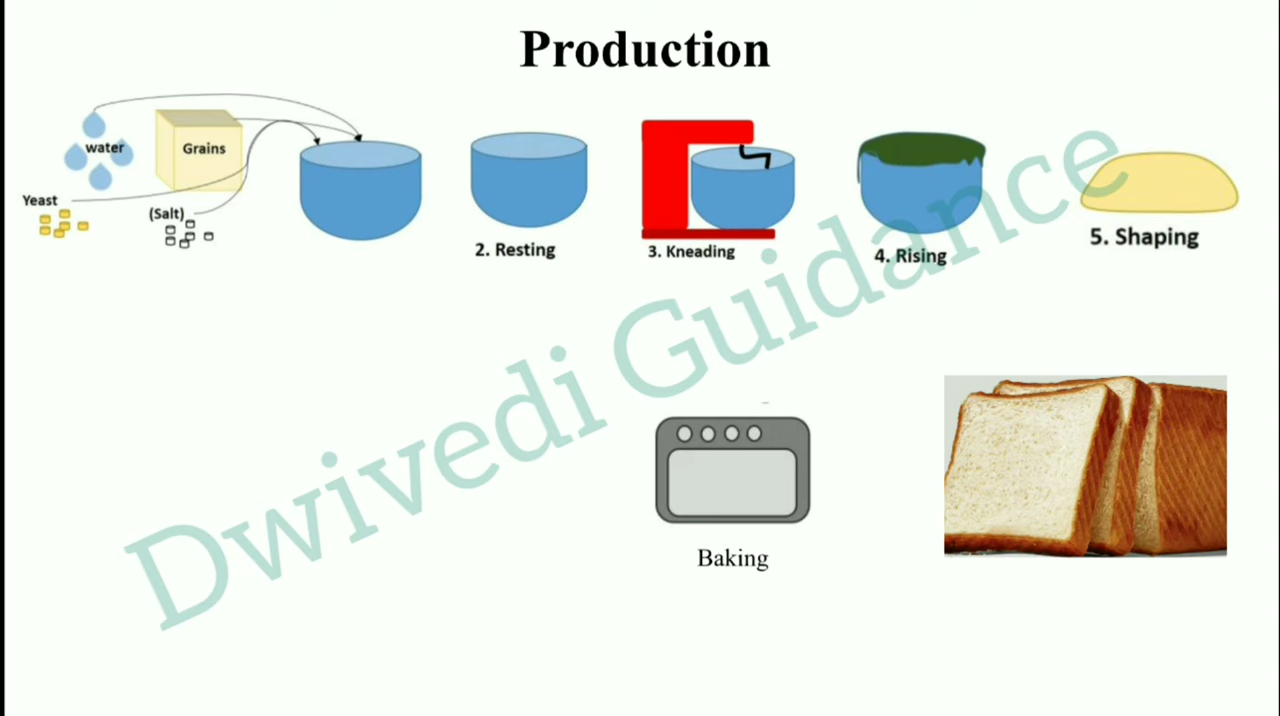 Production
water
Grains
Yeast
(Salt)
2. Resting
3. Kneading
4. Rising
5. Shaping
Dwivedi Guidance
Baking